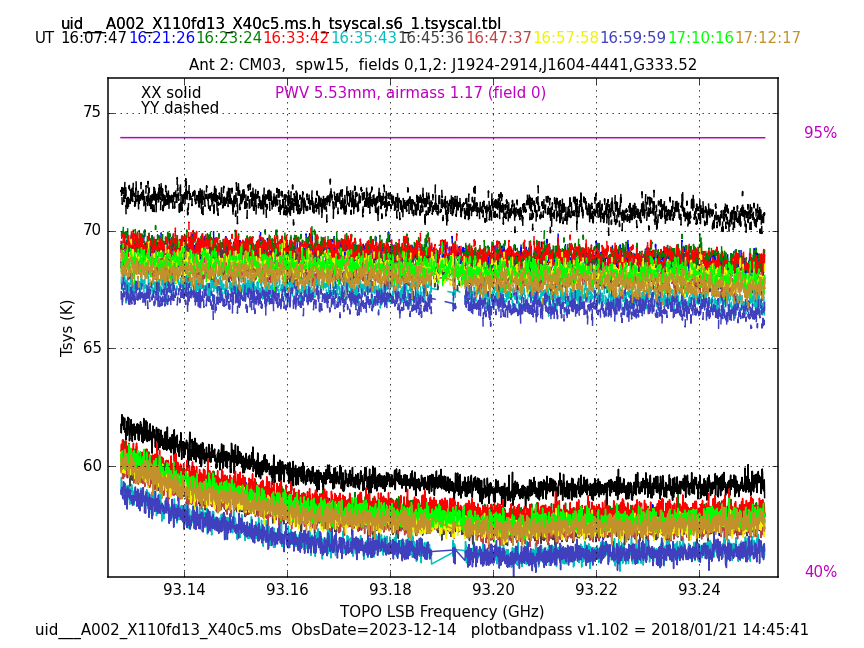 uid___A002_X110fd13_X40c5.ms.h_tsyscal.s6_1.tsyscal.tbl
UT 16:07:47 16:21:26 16:23:24 16:33:42 16:35:43 16:45:36 16:47:37 16:57:58 16:59:59 17:10:16 17:12:17
Ant 2: CM03,  spw15,  fields 0,1,2: J1924-2914,J1604-4441,G333.52
XX solid PWV 5.53mm, airmass 1.17 (field 0)
YY dashed
75
95%
70
65
Tsys (K)
60
40%
93.14 93.16 93.18 93.20 93.22 93.24
TOPO LSB Frequency (GHz)
uid___A002_X110fd13_X40c5.ms  ObsDate=2023-12-14   plotbandpass v1.102 = 2018/01/21 14:45:41